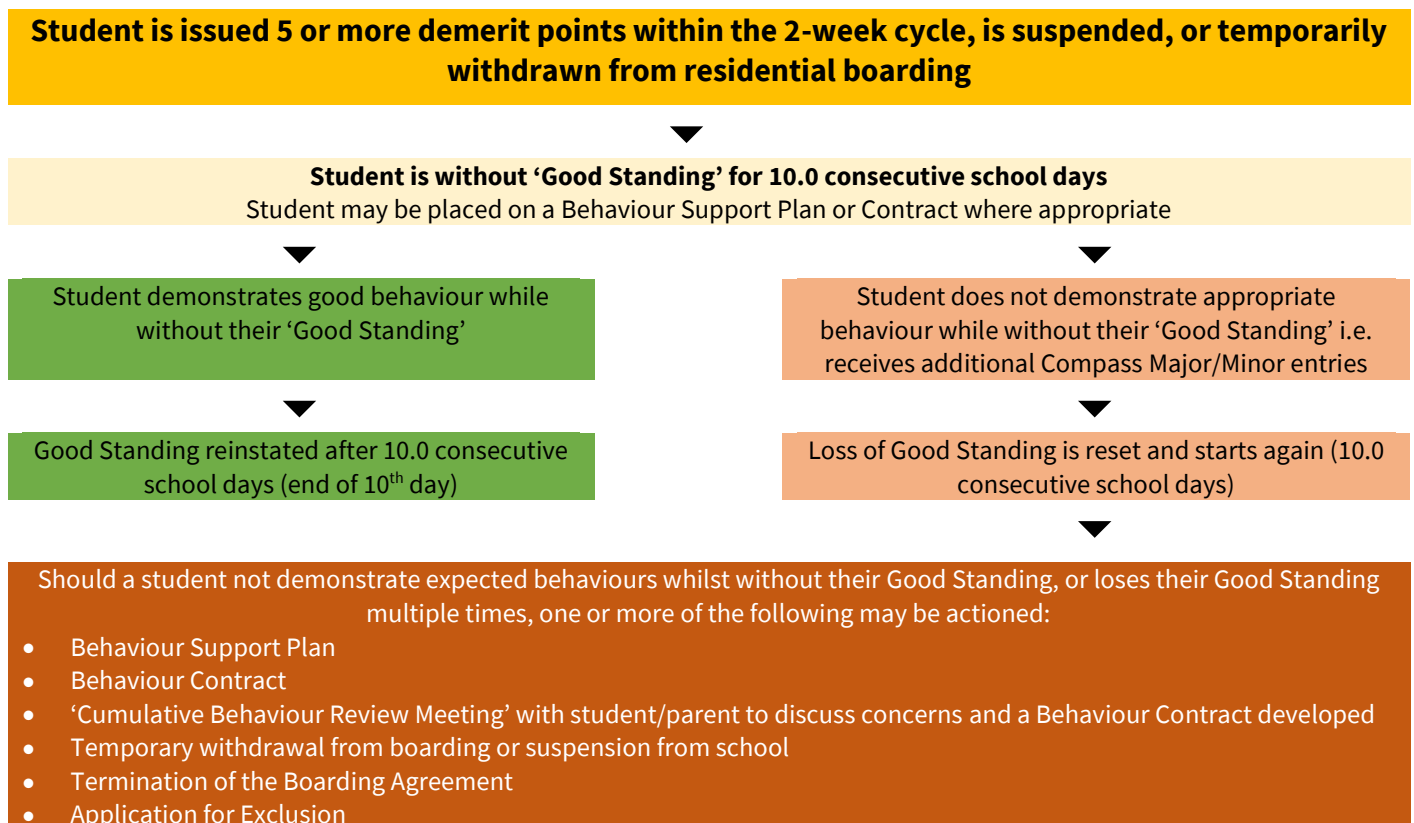 Student is issued 5 or more demerit points within the 2-week cycle, is suspended, or temporarily
withdrawn from residential boarding
Student is without ‘Good Standing’ for 10.0 consecutive school days
Student may be placed on a Behaviour Support Plan or Contract where appropriate
Student demonstrates good behaviour while
without their ‘Good Standing’
Student does not demonstrate appropriate
behaviour while without their ‘Good Standing’ i.e.
receives additional Compass Major/Minor entries
Good Standing reinstated after 10.0 consecutive
school days (end of 10th day)
Loss of Good Standing is reset and starts again (10.0
consecutive school days)
Should a student not demonstrate expected behaviours whilst without their Good Standing, or loses their Good Standing
multiple times, one or more of the following may be actioned:
• Behaviour Support Plan
• Behaviour Contract
• ‘Cumulative Behaviour Review Meeting’ with student/parent to discuss concerns and a Behaviour Contract developed
• Temporary withdrawal from boarding or suspension from school
• Termination of the Boarding Agreement
• Application for Exclusion